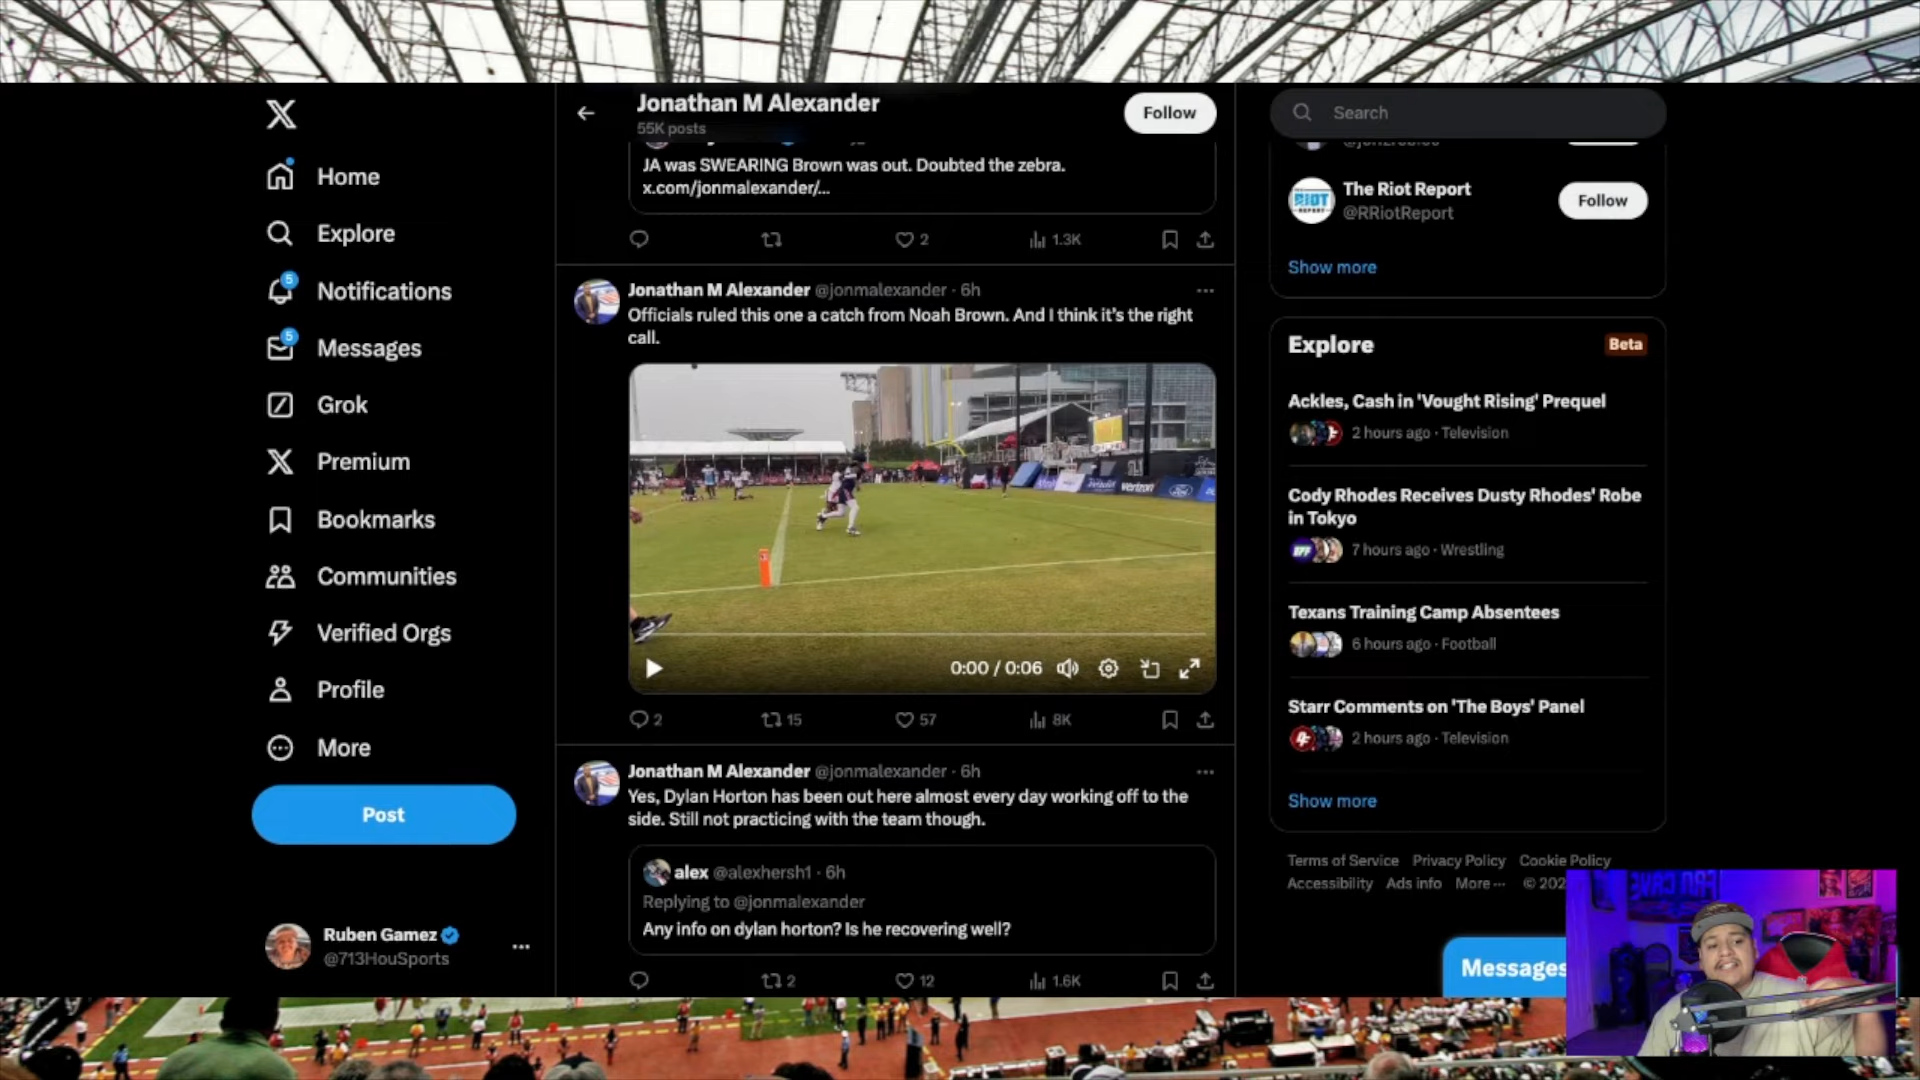 Jonathan M Alexander
55K posts
Follow
Search
JA was SWEARING Brown was out. Doubted the zebra.
x.com/jonmalexander/...
2
1.3K
RIOT
The Riot Report
@RRiotReport
Follow
Show more
Home
Explore
5
Notifications
5
Messages
Grok
Premium
Bookmarks
Communities
Verified Orgs
Profile
More
Post
Ruben Gamez
@713HouSports
Jonathan M Alexander @jonmalexander · 6h
Officials ruled this one a catch from Noah Brown. And I think it's the right
call.
verizon
Ford
0:00 / 0:06
2
15
57
8K
Jonathan M Alexander @jonmalexander · 6h
Yes, Dylan Horton has been out here almost every day working off to the
side. Still not practicing with the team though.
alex @alexhersh1 · 6h
Replying to @jonmalexander
Any info on dylan horton? Is he recovering well?
2
12
1.6K
Explore
Beta
Ackles, Cash in 'Vought Rising' Prequel
2 hours ago · Television
Cody Rhodes Receives Dusty Rhodes' Robe
in Tokyo
7 hours ago · Wrestling
Texans Training Camp Absentees
6 hours ago · Football
Starr Comments on 'The Boys' Panel
2 hours ago · Television
Show more
Terms of Service Privacy Policy Cookie Policy
Accessibility Ads info More ··· © 202
Messages